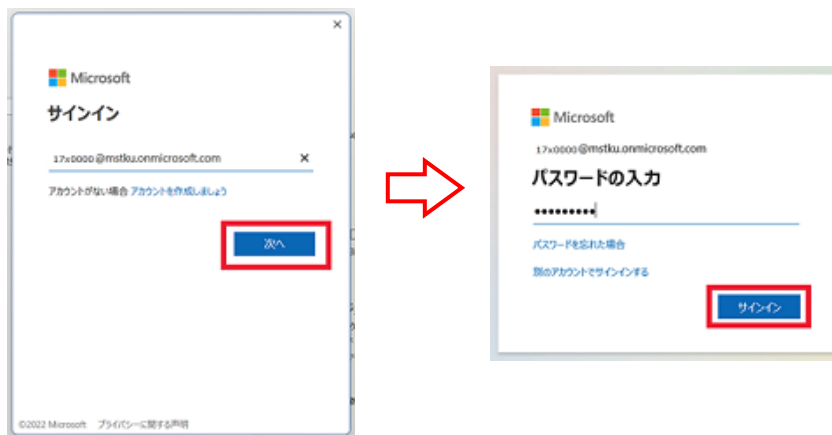 Microsoft
サインイン
17x0000@mstku.onmicrosoft.com
アカウントがない場合 アカウントを作成しましょう
次へ
©2022 Microsoft プライバシーに関する声明
Microsoft
17x0000@mstku.onmicrosoft.com
パスワードの入力
•••••••••
パスワードを忘れた場合
別のアカウントでサインインする
サインイン